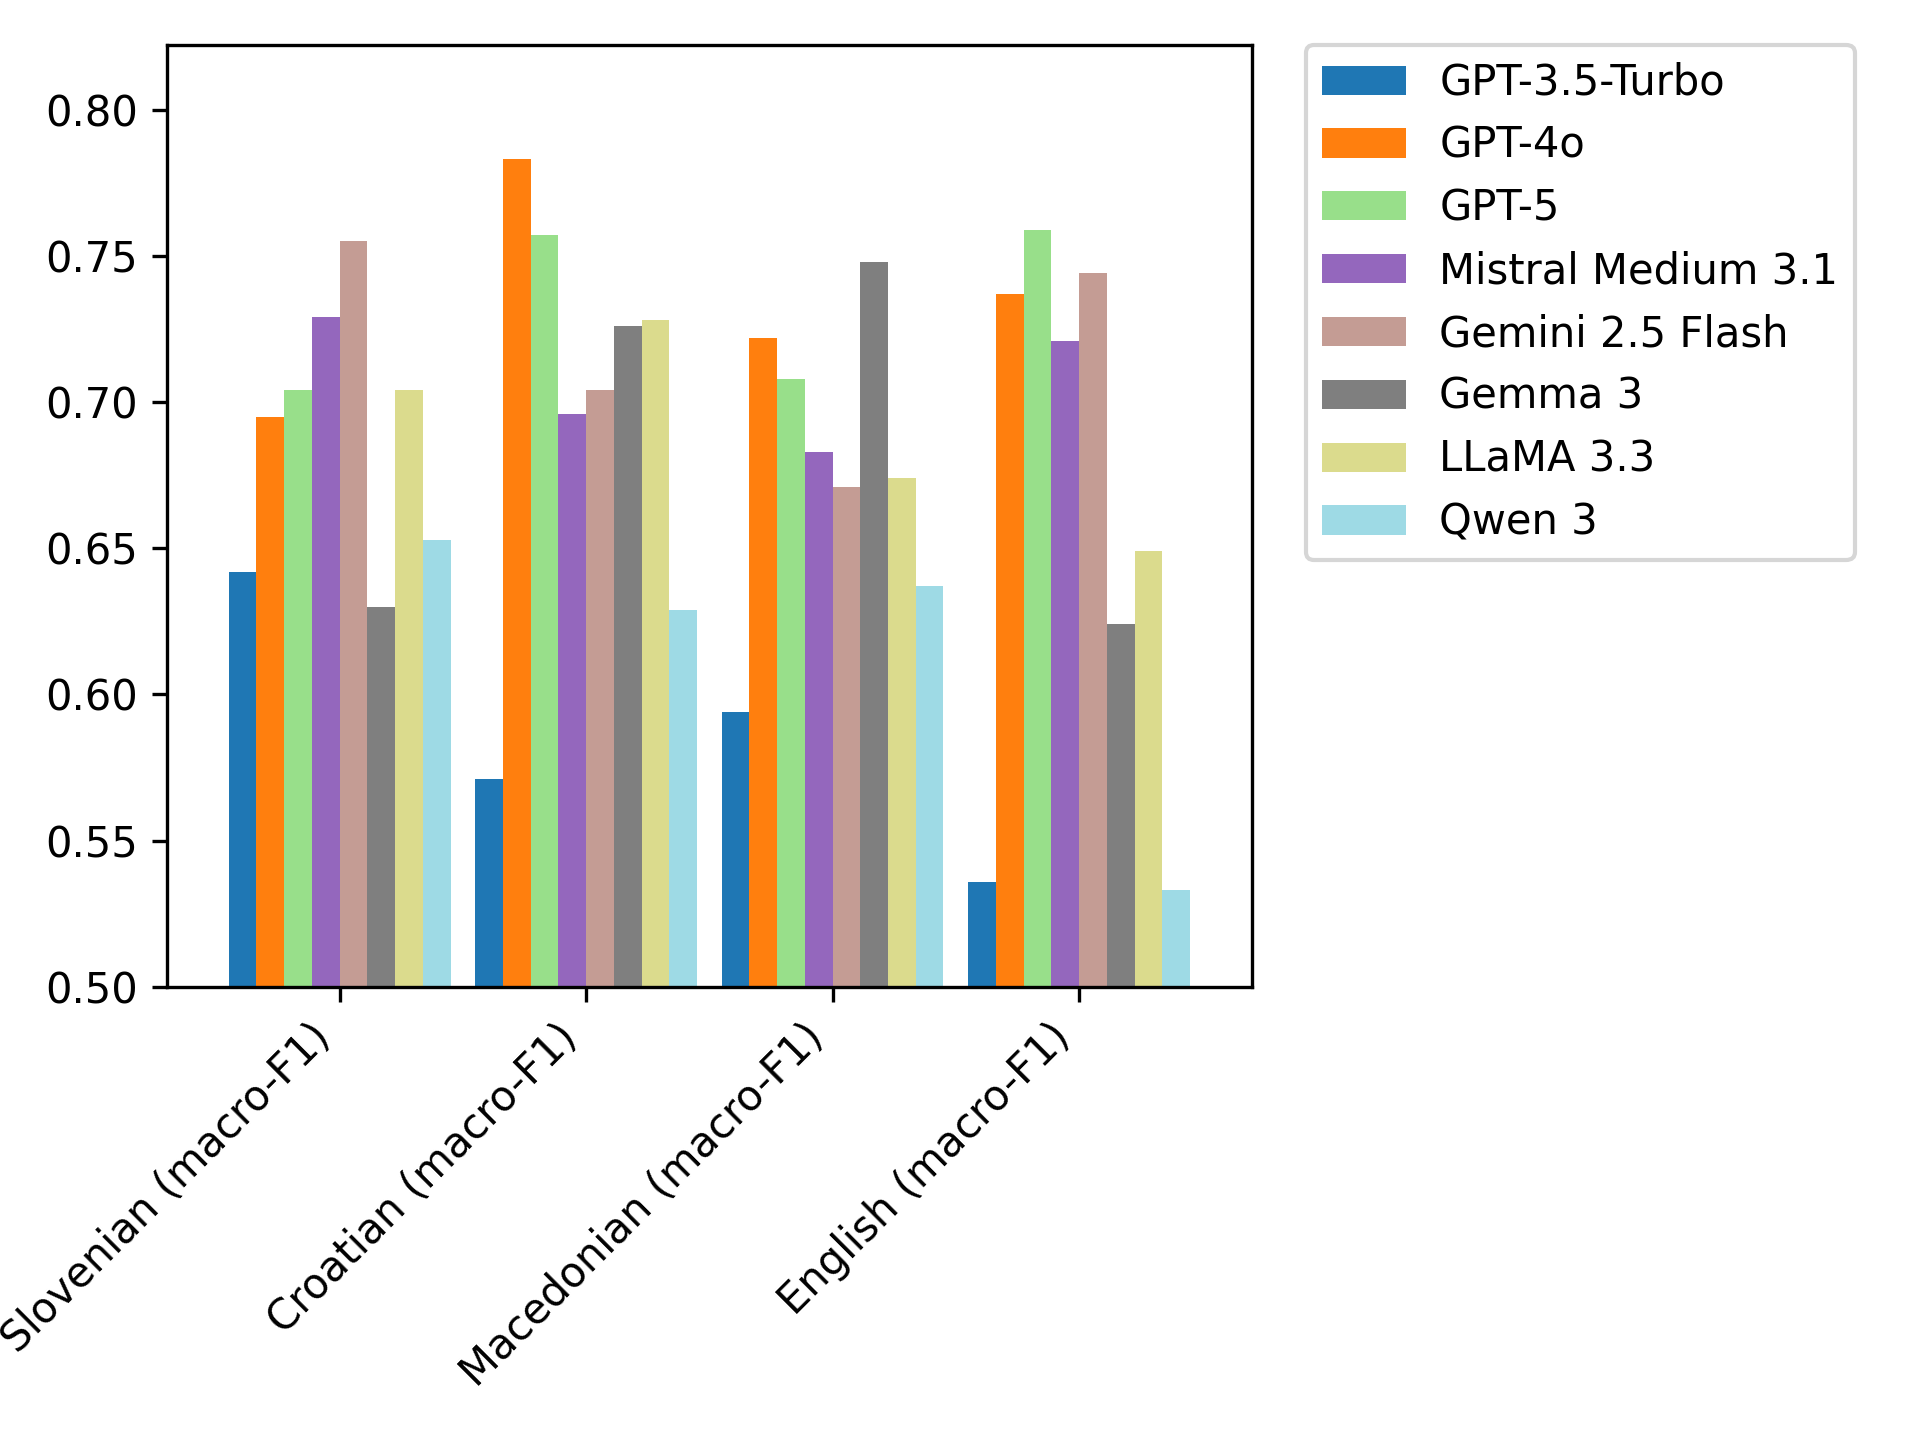 0.80
0.75
0.70
0.65
0.60
0.55
0.50
Slovenian (macro-F1)
Croatian (macro-F1)
Macedonian (macro-F1)
English (macro-F1)
GPT-3.5-Turbo
GPT-4o
GPT-5
Mistral Medium 3.1
Gemini 2.5 Flash
Gemma 3
LLaMA 3.3
Qwen 3